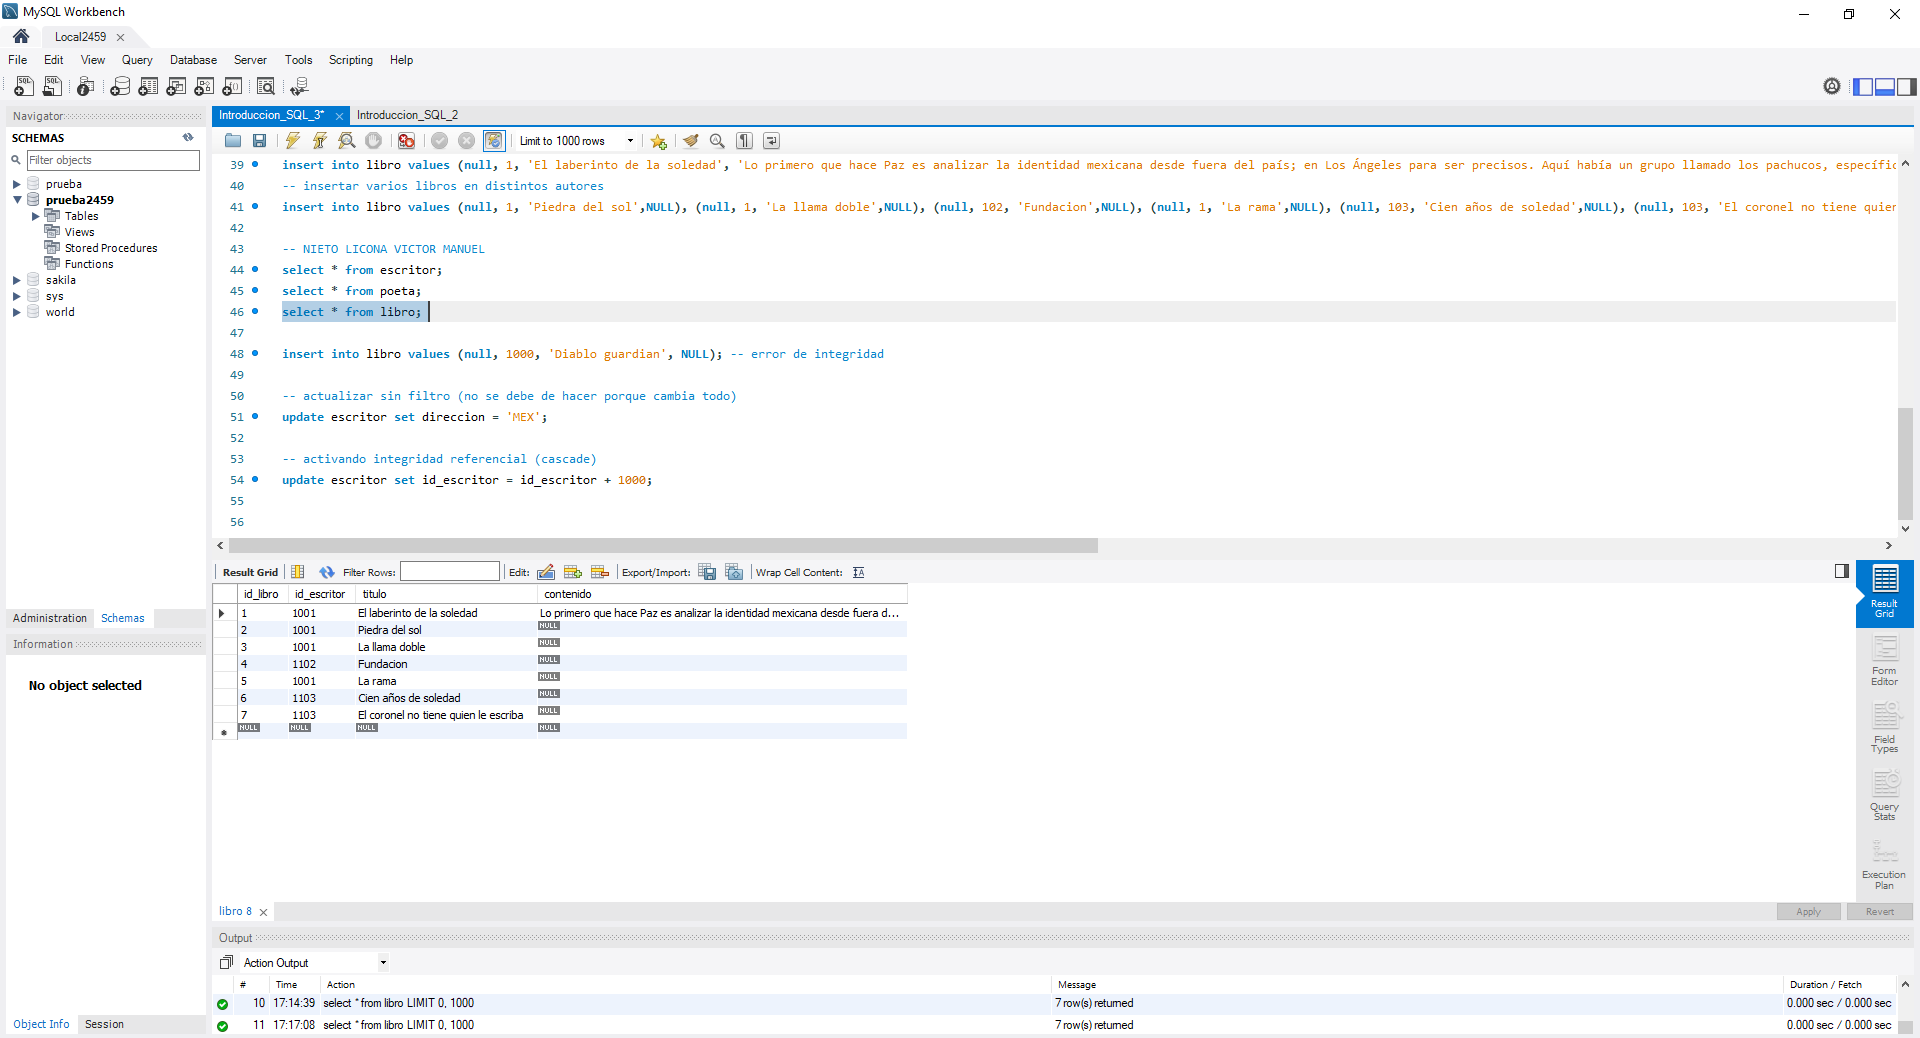 MySQL Workbench
Local2459
File Edit View Query Database Server Tools Scripting Help
Navigator
SCHEMAS
Filter objects
prueba
prueba2459
Tables
Views
Stored Procedures
Functions
sakila
sys
world
Administration Schemas
Information
No object selected
Object Info Session
Introduccion_SQL_3* Introduccion_SQL_2
Limit to 1000 rows
39 insert into libro values (null, 1, 'El laberinto de la soledad', 'Lo primero que hace Paz es analizar la identidad mexicana desde fuera del país; en Los Ángeles para ser precisos. Aquí había un grupo llamado los pachucos, específic
40 -- insertar varios libros en distintos autores
41 insert into libro values (null, 1, 'Piedra del sol',NULL), (null, 1, 'La llama doble',NULL), (null, 102, 'Fundacion',NULL), (null, 1, 'La rama',NULL), (null, 103, 'Cien años de soledad',NULL), (null, 103, 'El coronel no tiene quien
42
43 -- NIETO LICONA VICTOR MANUEL
44 select * from escritor;
45 select * from poeta;
46 select * from libro;
47
48 insert into libro values (null, 1000, 'Diablo guardian', NULL); -- error de integridad
49
50 -- actualizar sin filtro (no se debe de hacer porque cambia todo)
51 update escritor set direccion = 'MEX';
52
53 -- activando integridad referencial (cascade)
54 update escritor set id_escritor = id_escritor + 1000;
55
56
Result Grid Filter Rows: Edit: Export/Import: Wrap Cell Content:
id_libro id_escritor titulo contenido
1 1001 El laberinto de la soledad Lo primero que hace Paz es analizar la identidad mexicana desde fuera d...
2 1001 Piedra del sol NULL
3 1001 La llama doble NULL
4 1102 Fundacion NULL
5 1001 La rama NULL
6 1103 Cien años de soledad NULL
7 1103 El coronel no tiene quien le escriba NULL
NULL NULL NULL NULL
Result
Grid
Form
Editor
Field
Types
Query
Stats
Execution
Plan
libro 8
Apply Revert
Output
Action Output
# Time Action Message Duration / Fetch
10 17:14:39 select * from libro LIMIT 0, 1000 7 row(s) returned 0.000 sec / 0.000 sec
11 17:17:08 select * from libro LIMIT 0, 1000 7 row(s) returned 0.000 sec / 0.000 sec